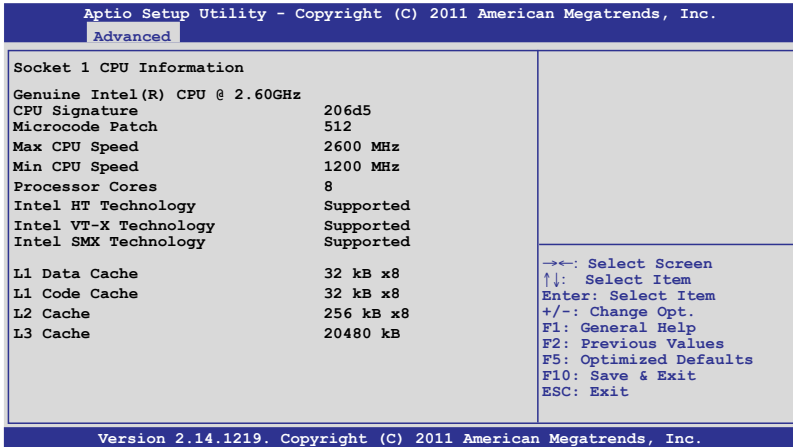 Aptio Setup Utility - Copyright (C) 2011 American Megatrends, Inc.
Advanced
Socket 1 CPU Information
Genuine Intel(R) CPU @ 2.60GHz
CPU Signature 206d5
Microcode Patch 512
Max CPU Speed 2600 MHz
Min CPU Speed 1200 MHz
Processor Cores 8
Intel HT Technology Supported
Intel VT-X Technology Supported
Intel SMX Technology Supported
L1 Data Cache 32 kB x8
L1 Code Cache 32 kB x8
L2 Cache 256 kB x8
L3 Cache 20480 kB
→←: Select Screen
↑↓: Select Item
Enter: Select Item
+/-: Change Opt.
F1: General Help
F2: Previous Values
F5: Optimized Defaults
F10: Save & Exit
ESC: Exit
Version 2.14.1219. Copyright (C) 2011 American Megatrends, Inc.